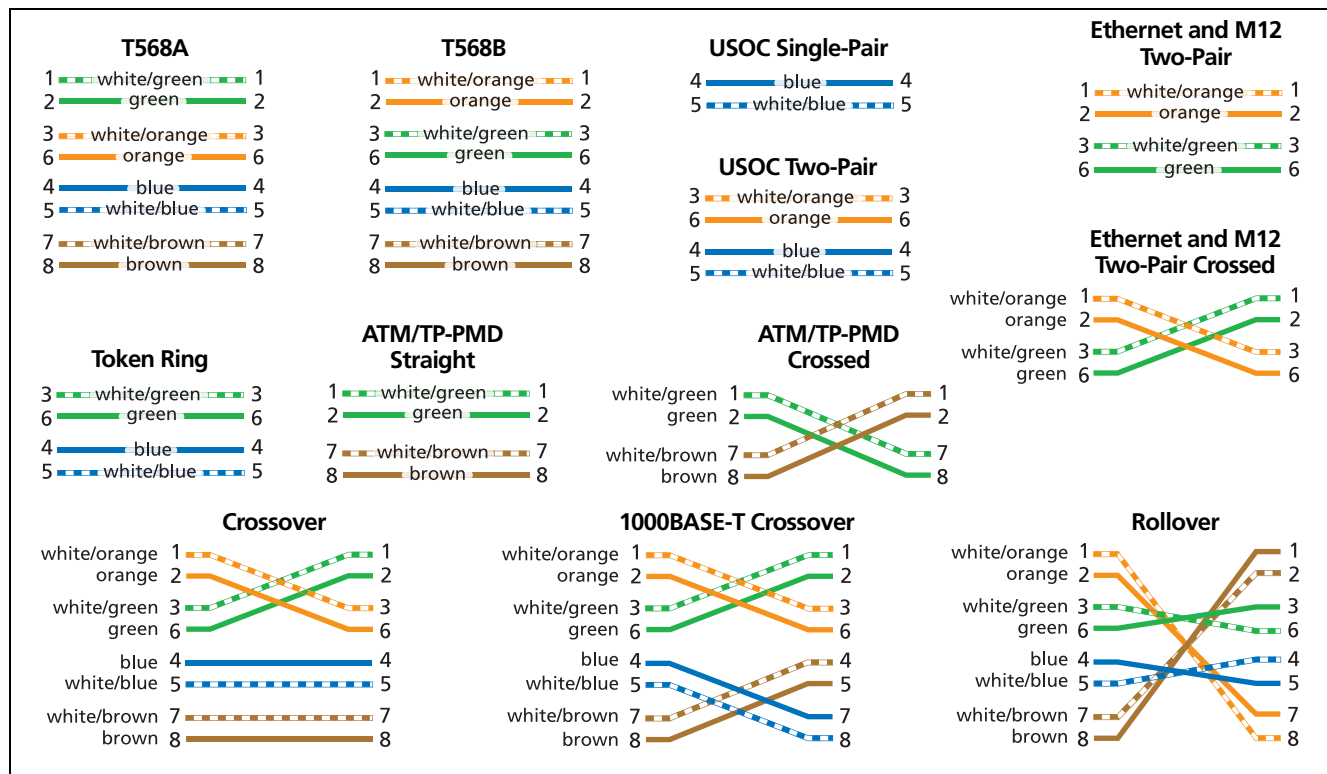 T568A
1 white/green 1
2 green 2
3 white/orange 3
6 orange 6
4 blue 4
5 white/blue 5
7 white/brown 7
8 brown 8
T568B
1 white/orange 1
2 orange 2
3 white/green 3
6 green 6
4 blue 4
5 white/blue 5
7 white/brown 7
8 brown 8
USOC Single-Pair
4 blue 4
5 white/blue 5
USOC Two-Pair
3 white/orange 3
6 orange 6
4 blue 4
5 white/blue 5
Ethernet and M12
Two-Pair
1 white/orange 1
2 orange 2
3 white/green 3
6 green 6
Ethernet and M12
Two-Pair Crossed
white/orange 1 1
orange 2 2
white/green 3 3
green 6 6
Token Ring
3 white/green 3
6 green 6
4 blue 4
5 white/blue 5
ATM/TP-PMD
Straight
1 white/green 1
2 green 2
7 white/brown 7
8 brown 8
ATM/TP-PMD
Crossed
white/green 1 1
green 2 2
white/brown 7 7
brown 8 8
Crossover
white/orange 1 1
orange 2 2
white/green 3 3
green 6 6
blue 4 4
white/blue 5 5
white/brown 7 7
brown 8 8
1000BASE-T Crossover
white/orange 1 1
orange 2 2
white/green 3 3
green 6 6
blue 4 4
white/blue 5 5
white/brown 7 7
brown 8 8
Rollover
white/orange 1 1
orange 2 2
white/green 3 3
green 6 6
blue 4 4
white/blue 5 5
white/brown 7 7
brown 8 8